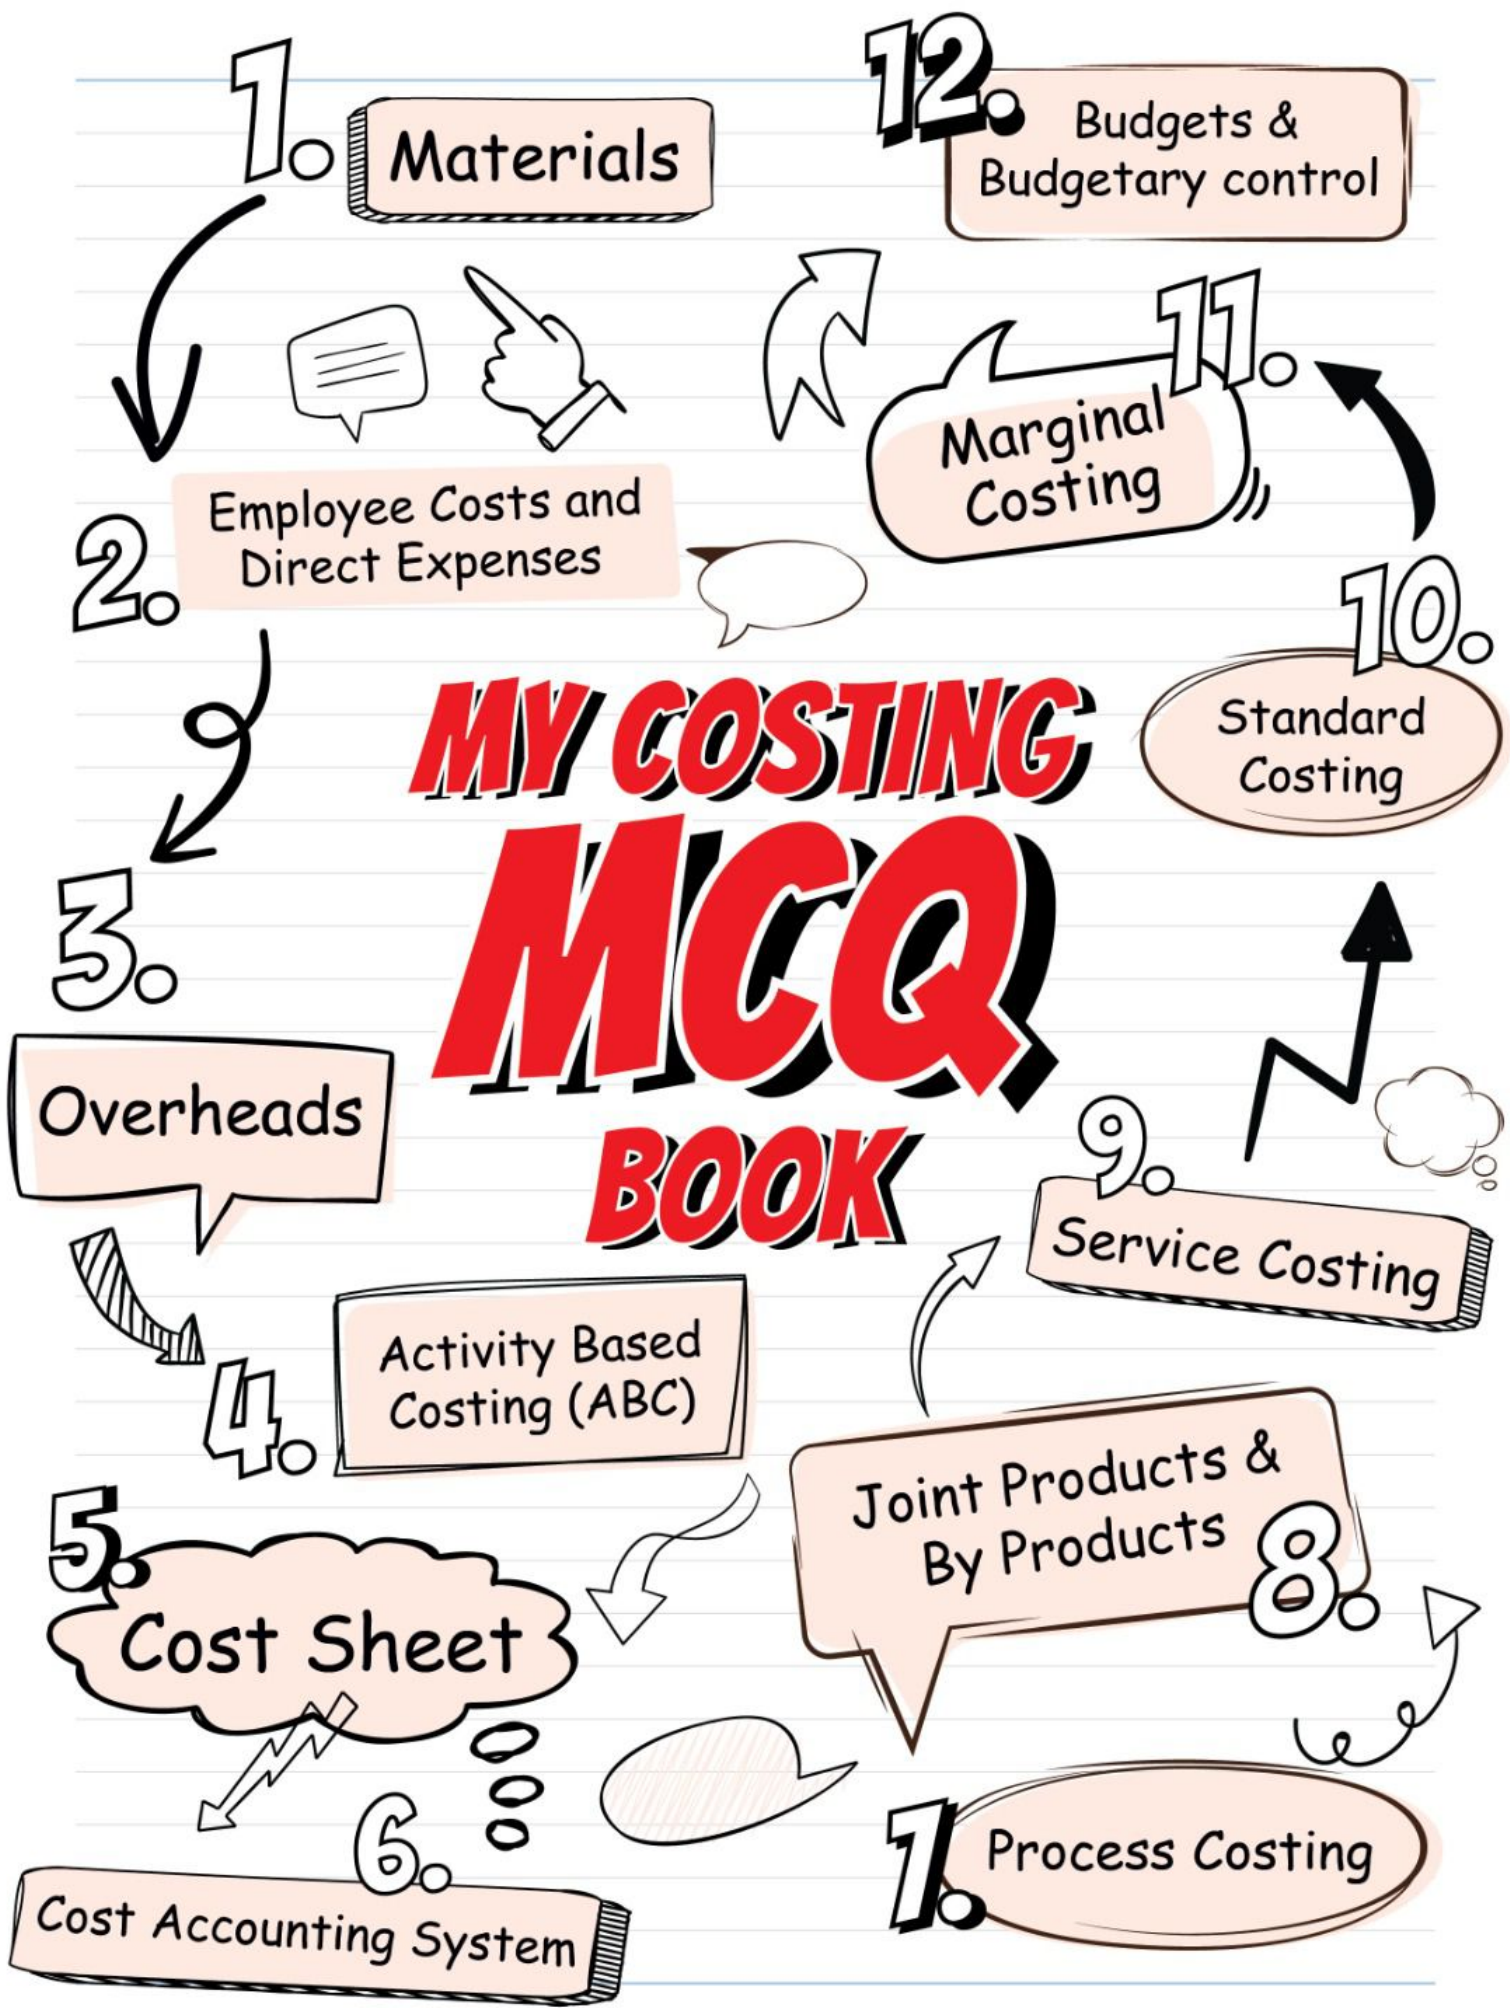 1.
Materials
2.
Employee Costs and
Direct Expenses
3.
Overheads
4.
Activity Based
Costing (ABC)
5.
Cost Sheet
6.
Cost Accounting System
7.
Process Costing
8.
Joint Products &
By Products
9.
Service Costing
10.
Standard
Costing
11.
Marginal
Costing
12.
Budgets &
Budgetary control
MY COSTING
MCQ
BOOK